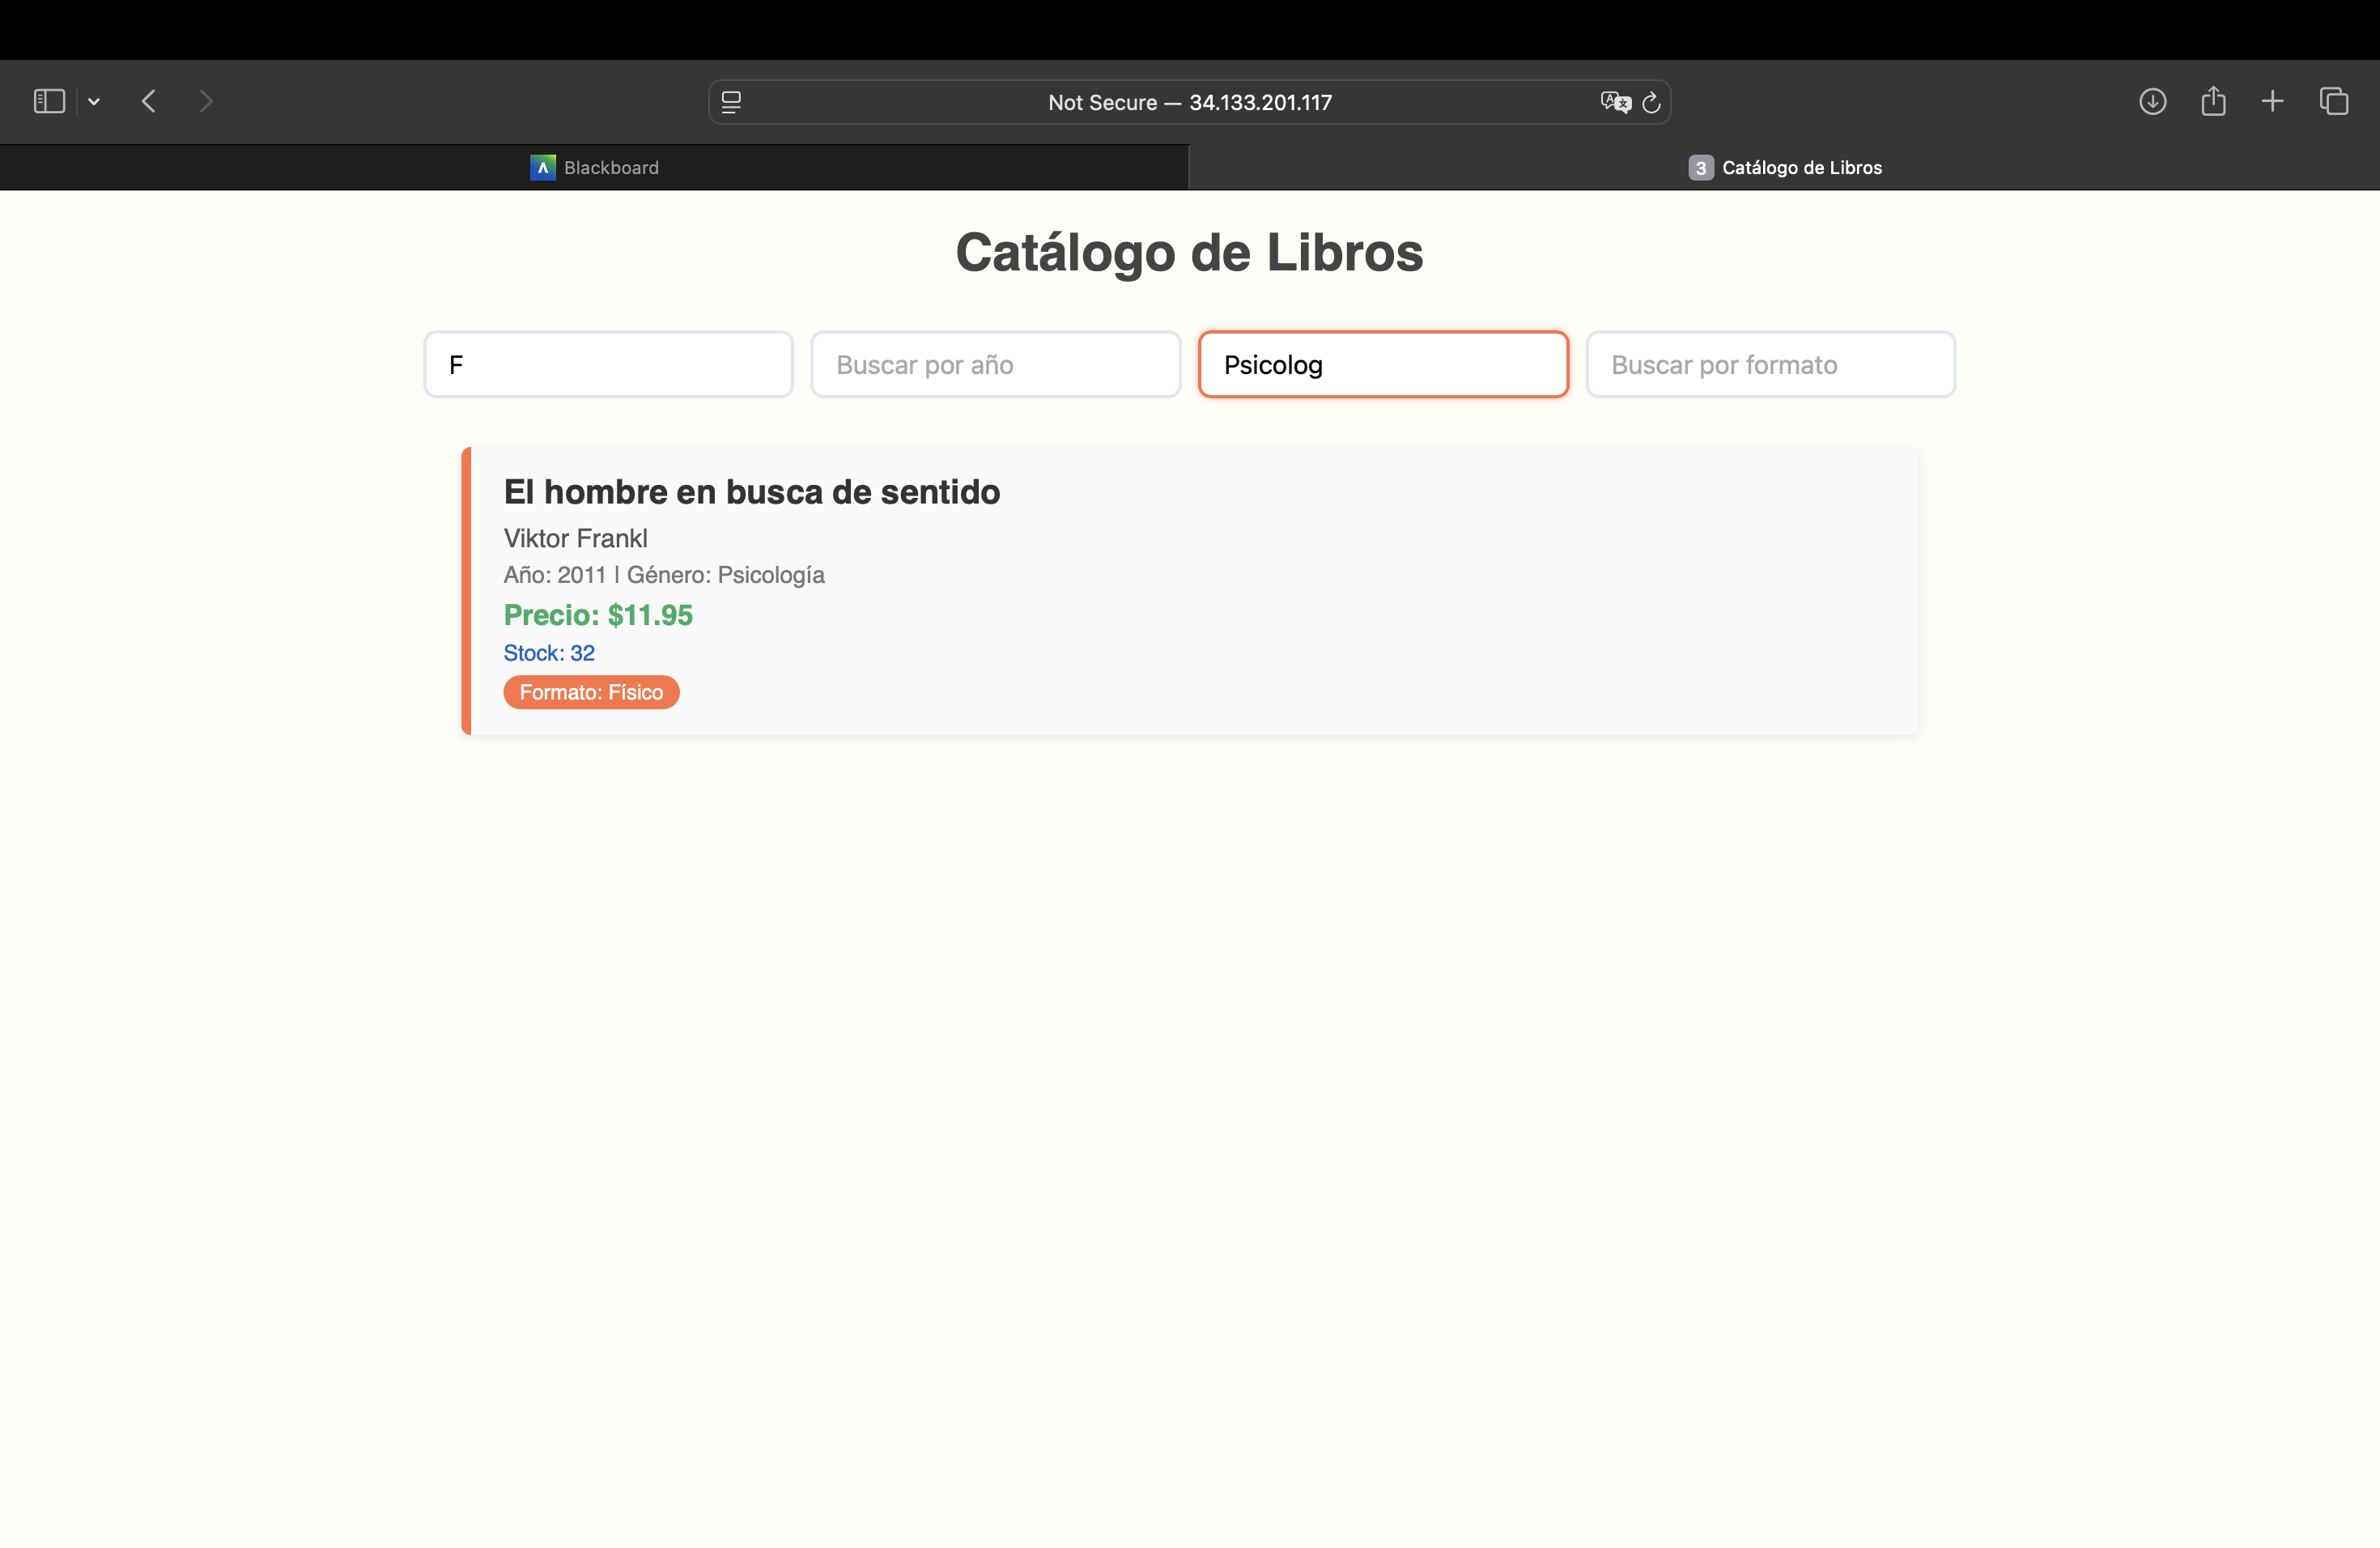 Not Secure — 34.133.201.117
Blackboard
3 Catálogo de Libros
Catálogo de Libros
F
Buscar por año
Psicolog
Buscar por formato
El hombre en busca de sentido
Viktor Frankl
Año: 2011 | Género: Psicología
Precio: $11.95
Stock: 32
Formato: Físico